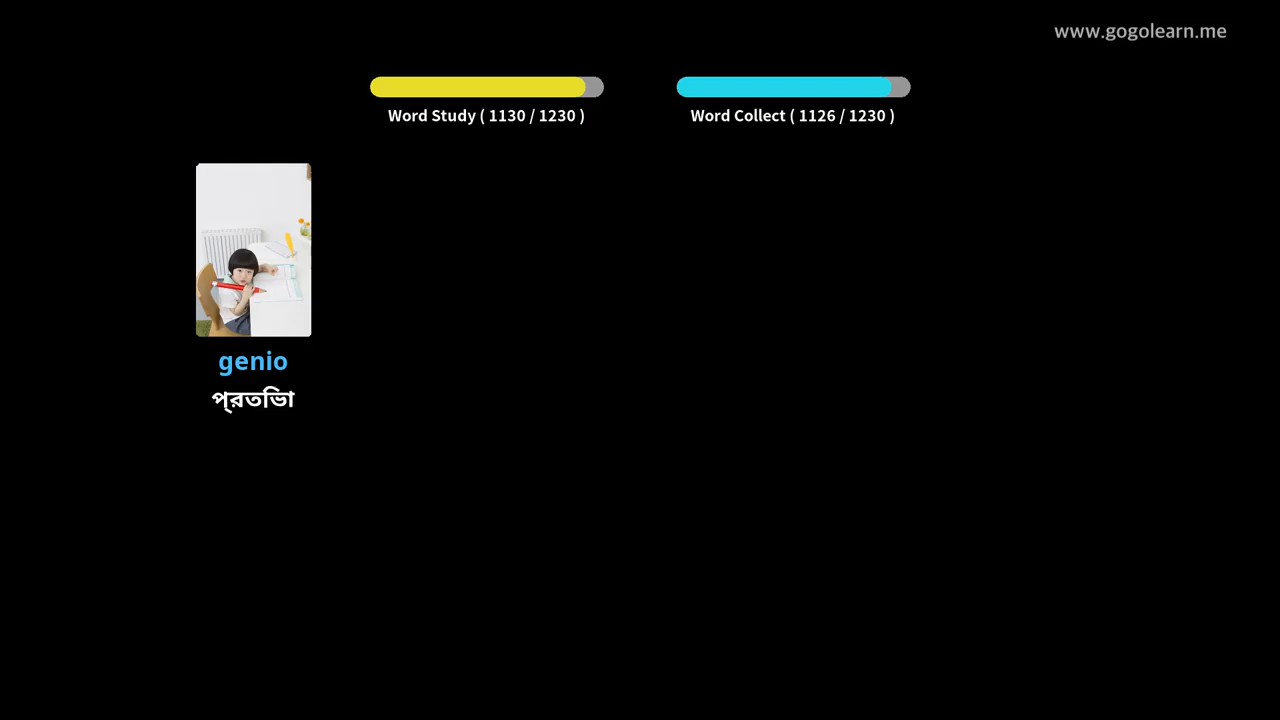 www.gogolearn.me
Word Study ( 1130 / 1230 )
Word Collect ( 1126 / 1230 )
genio
প্রতিভা